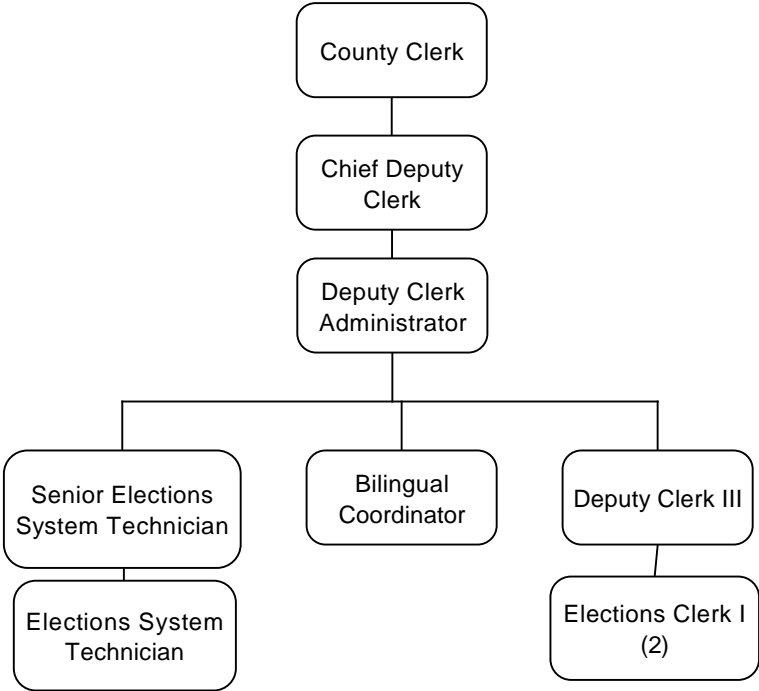 County Clerk
Chief Deputy
Clerk
Deputy Clerk
Administrator
Senior Elections
System Technician
Bilingual
Coordinator
Deputy Clerk III
Elections System
Technician
Elections Clerk I
(2)